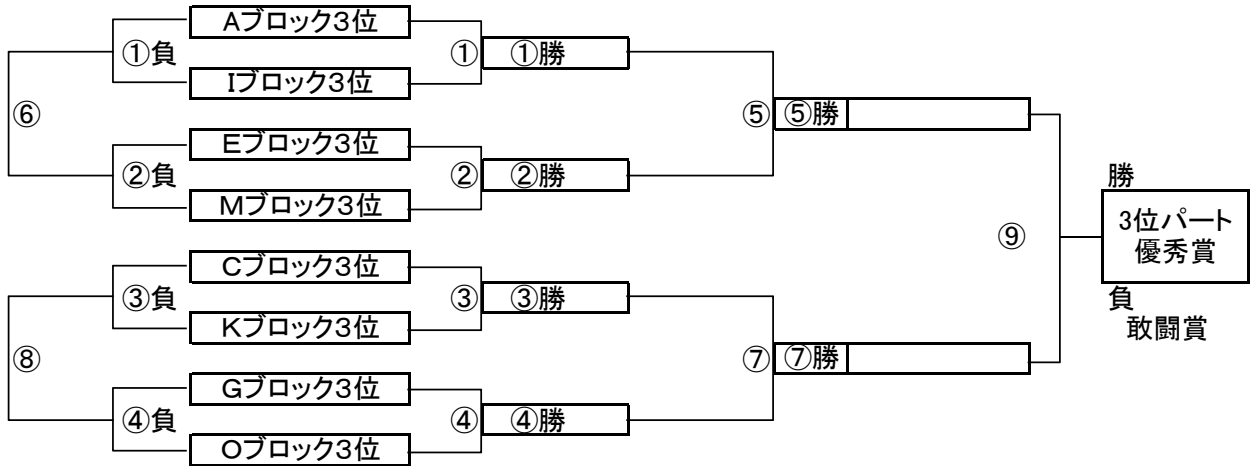 Aブロック3位
①負
①
①勝
Iブロック3位
⑥
⑤
⑤勝
Eブロック3位
②負
②
②勝
Mブロック3位
勝
3位パート
優秀賞
⑨
Cブロック3位
③負
③
③勝
負
敢闘賞
Kブロック3位
⑧
⑦
⑦勝
Gブロック3位
④負
④
④勝
Oブロック3位